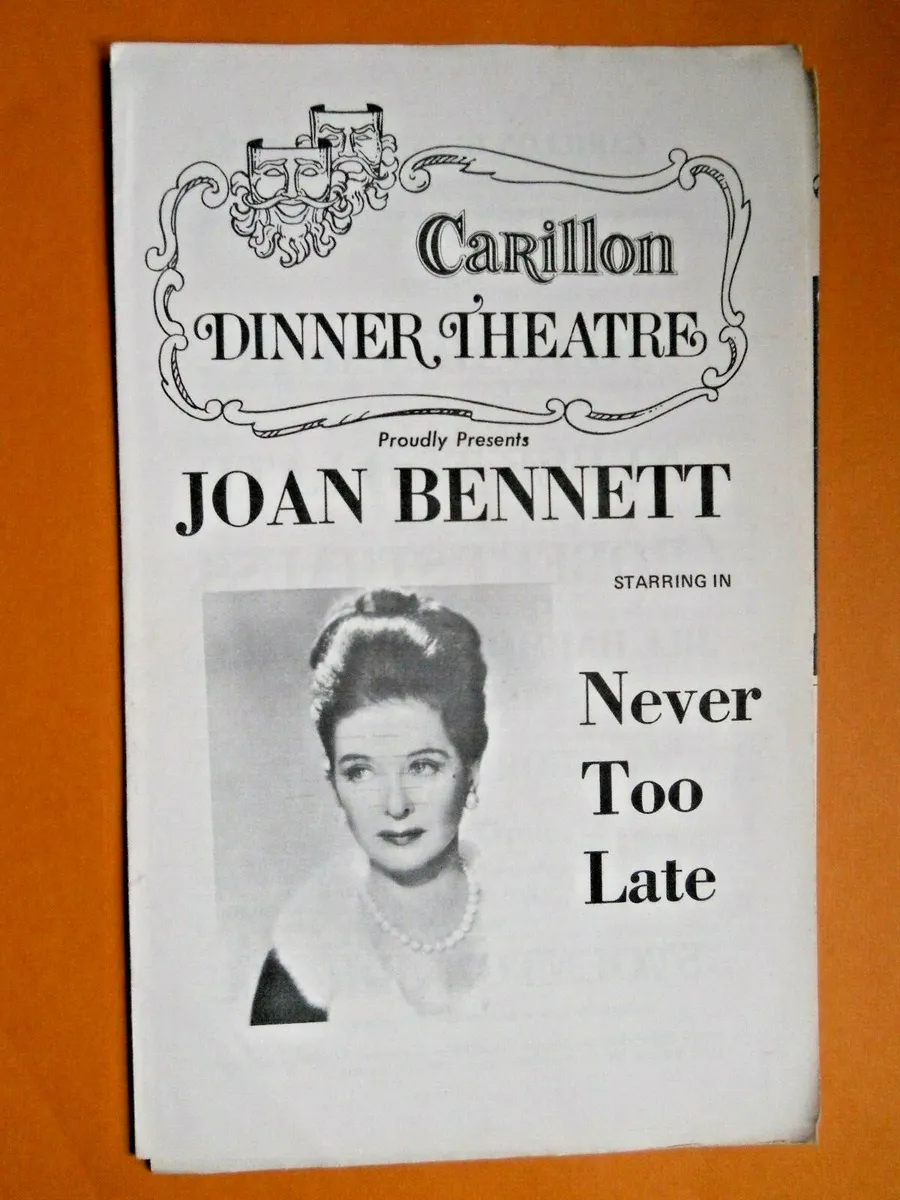 Carillon
DINNER THEATRE
Proudly Presents
JOAN BENNETT
STARRING IN
Never
Too
Late